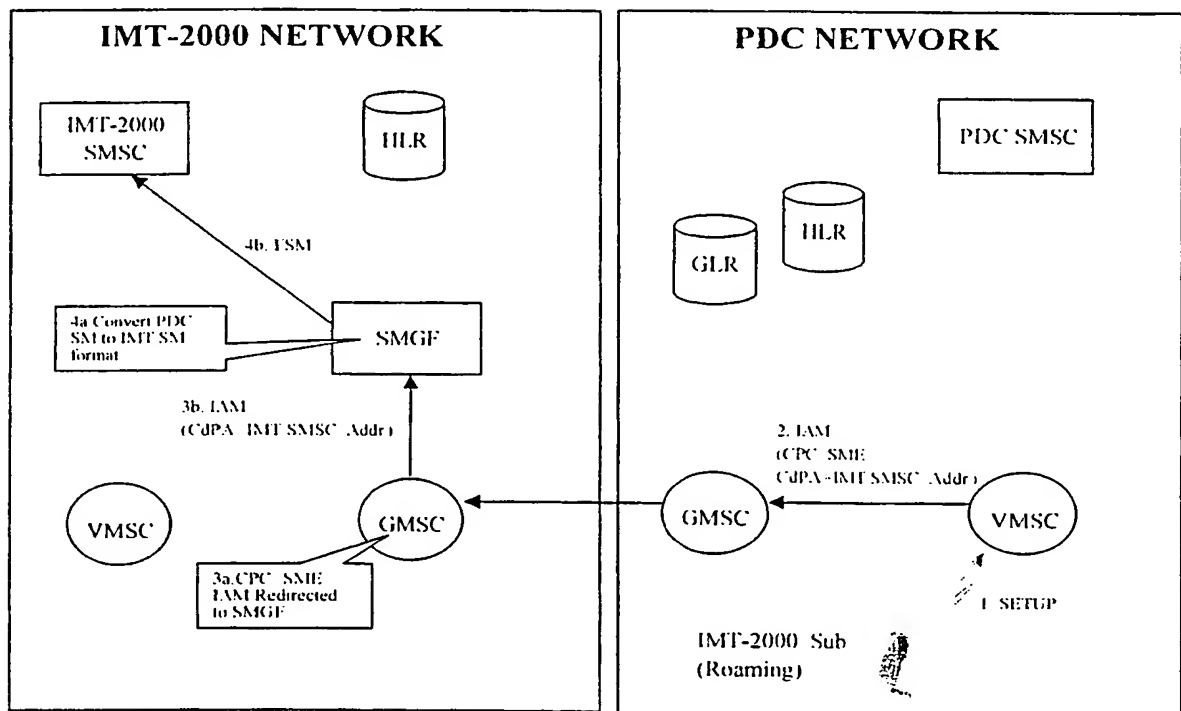 IMT-2000 NETWORK
IMT-2000
SMSC
HLR
4b. FSM
4a Convert PDC
SM to IMT SM
format
SMGF
3b. IAM
(CdPA=IMT SMSC Addr)
VMSC
GMSC
3a.CPC=SME
IAM Redirected
to SMGF
PDC NETWORK
PDC SMSC
HLR
GLR
2. IAM
(CPC=SME
CdPA=IMT SMSC Addr)
GMSC
VMSC
1. SETUP
IMT-2000 Sub
(Roaming)